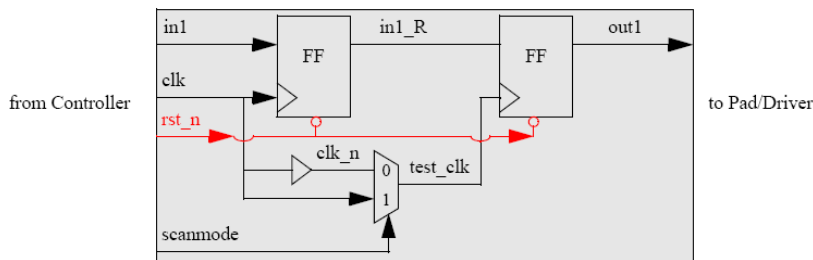 in1
in1_R
out1
FF
FF
clk
from Controller
to Pad/Driver
rst_n
clk_n
0
test_clk
1
scanmode